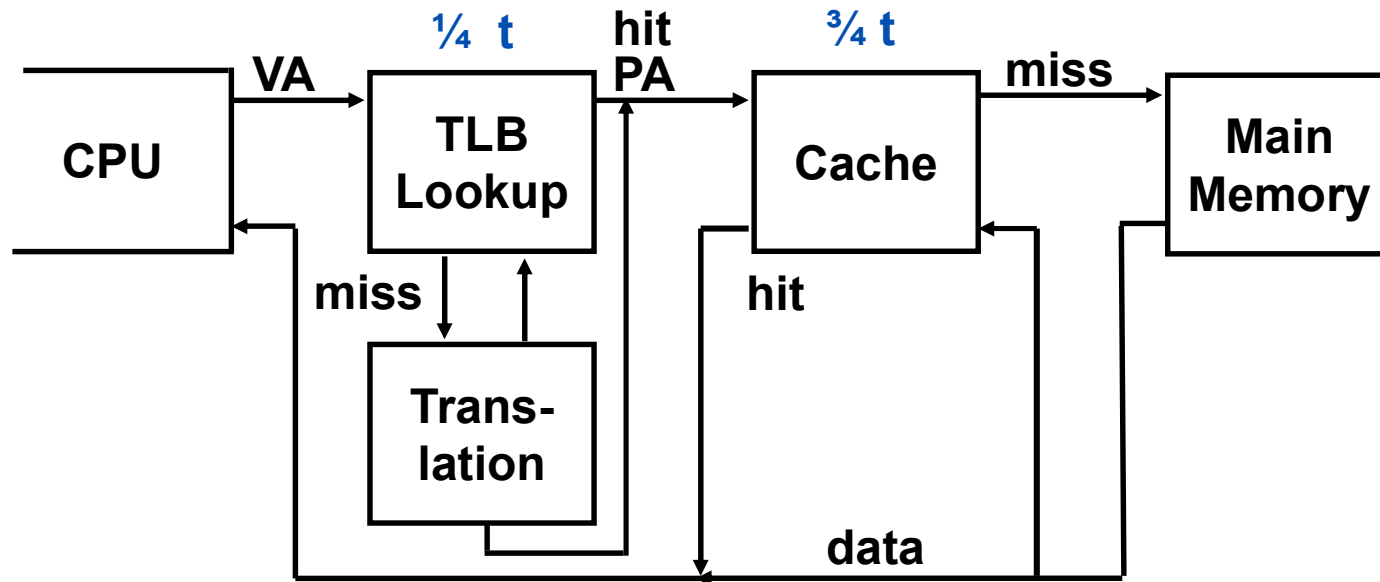 ¼ t
hit
¾ t
VA
PA
miss
CPU
TLB
Lookup
Cache
Main
Memory
miss
hit
Trans-
lation
data